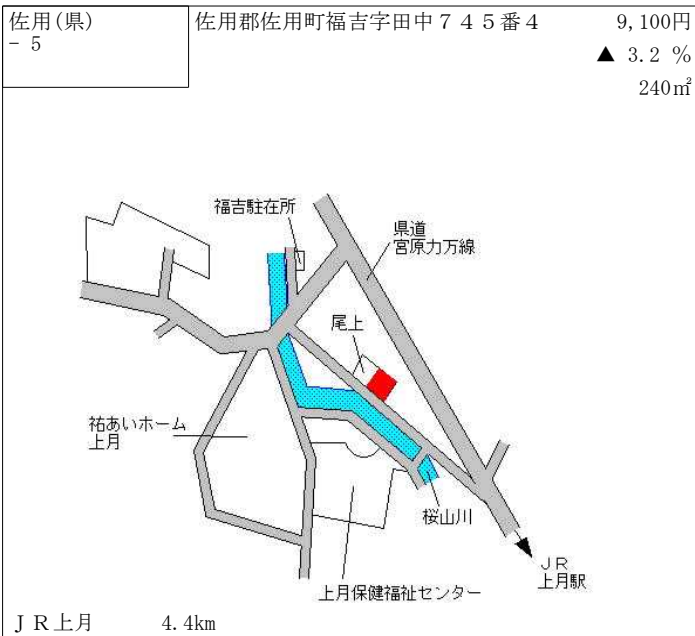 佐用(県)
－5
佐用郡佐用町福吉字田中７４５番４
9,100円
▲ 3.2 %
240㎡
福吉駐在所
県道
宮原力万線
尾上
祐あいホーム
上月
桜山川
ＪＲ
上月駅
上月保健福祉センター
ＪＲ上月 4.4km